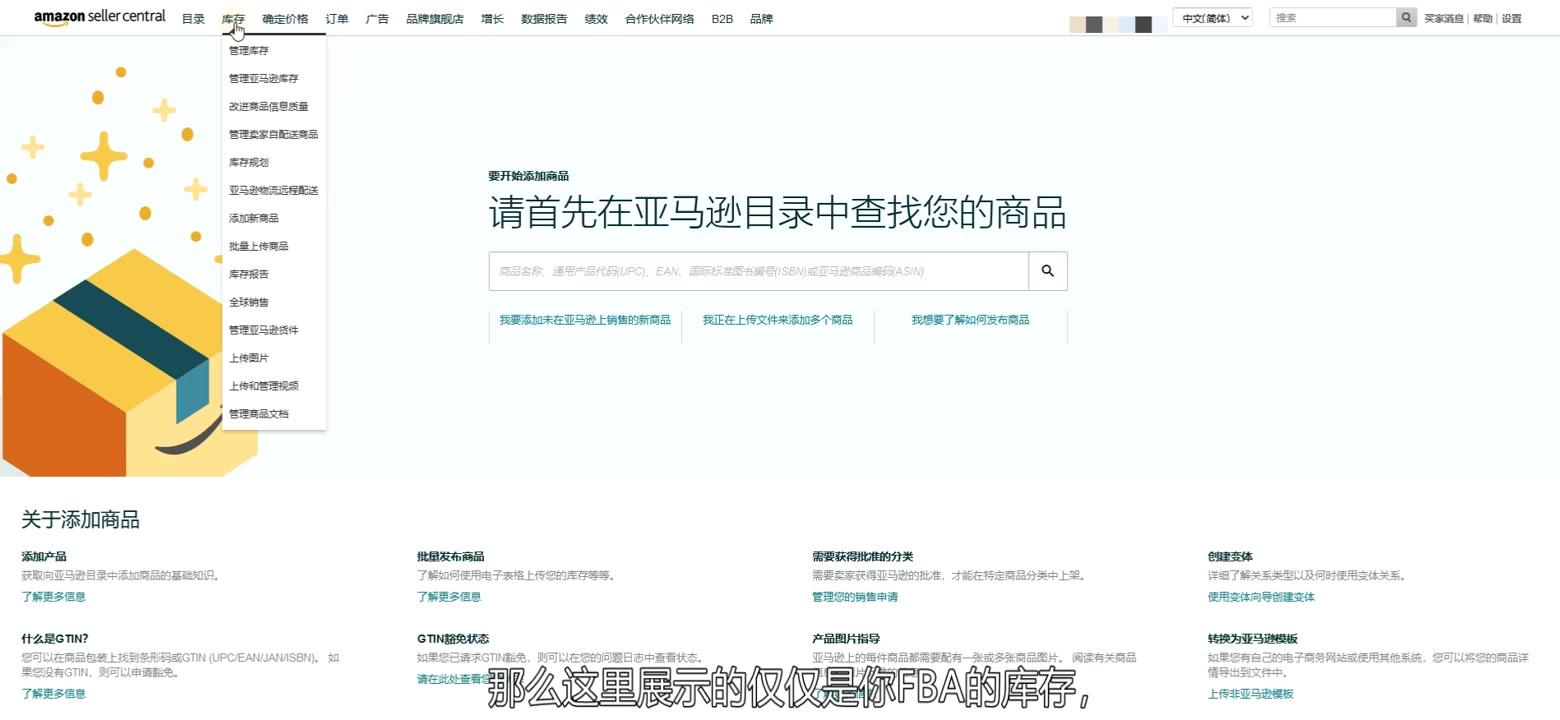 amazon seller central 目录 库存 确定价格 订单 广告 品牌旗舰店 增长 数据报告 绩效 合作伙伴网络 B2B 品牌 中文(简体) 搜索 买家消息 | 帮助 | 设置
管理库存
管理亚马逊库存
改进商品信息质量
管理卖家自配送商品
库存规划
亚马逊物流远程配送
添加新商品
批量上传商品
库存报告
全球销售
管理亚马逊货件
上传图片
上传和管理视频
管理商品文档
要开始添加商品
请首先在亚马逊目录中查找您的商品
商品名称、通用产品代码(UPC)、EAN、国际标准图书编号(ISBN)或亚马逊商品编码(ASIN)
我要添加未在亚马逊上销售的新商品 我正在上传文件来添加多个商品 我想要了解如何发布商品
关于添加商品
添加产品
获取向亚马逊目录中添加商品的基础知识。
了解更多信息
批量发布商品
了解如何使用电子表格上传您的库存等等。
了解更多信息
需要获得批准的分类
需要卖家获得亚马逊的批准，才能在特定商品分类中上架。
管理您的销售申请
创建变体
详细了解关系类型以及何时使用变体关系。
使用变体向导创建变体
什么是GTIN?
您可以在商品包装上找到条形码或GTIN (UPC/EAN/JAN/ISBN)。 如
果您没有GTIN，则可以申请豁免。
了解更多信息
GTIN豁免状态
如果您已请求GTIN豁免，则可以在您的问题日志中查看状态。
请在此处查看您
产品图片指导
亚马逊上的每件商品都需要配有一张或多张商品图片。 阅读有关商品
转换为亚马逊模板
如果您有自己的电子商务网站或使用其他系统，您可以将您的商品详
情导出到文件中。
上传非亚马逊模板
那么这里展示的仅仅是你FBA的库存，